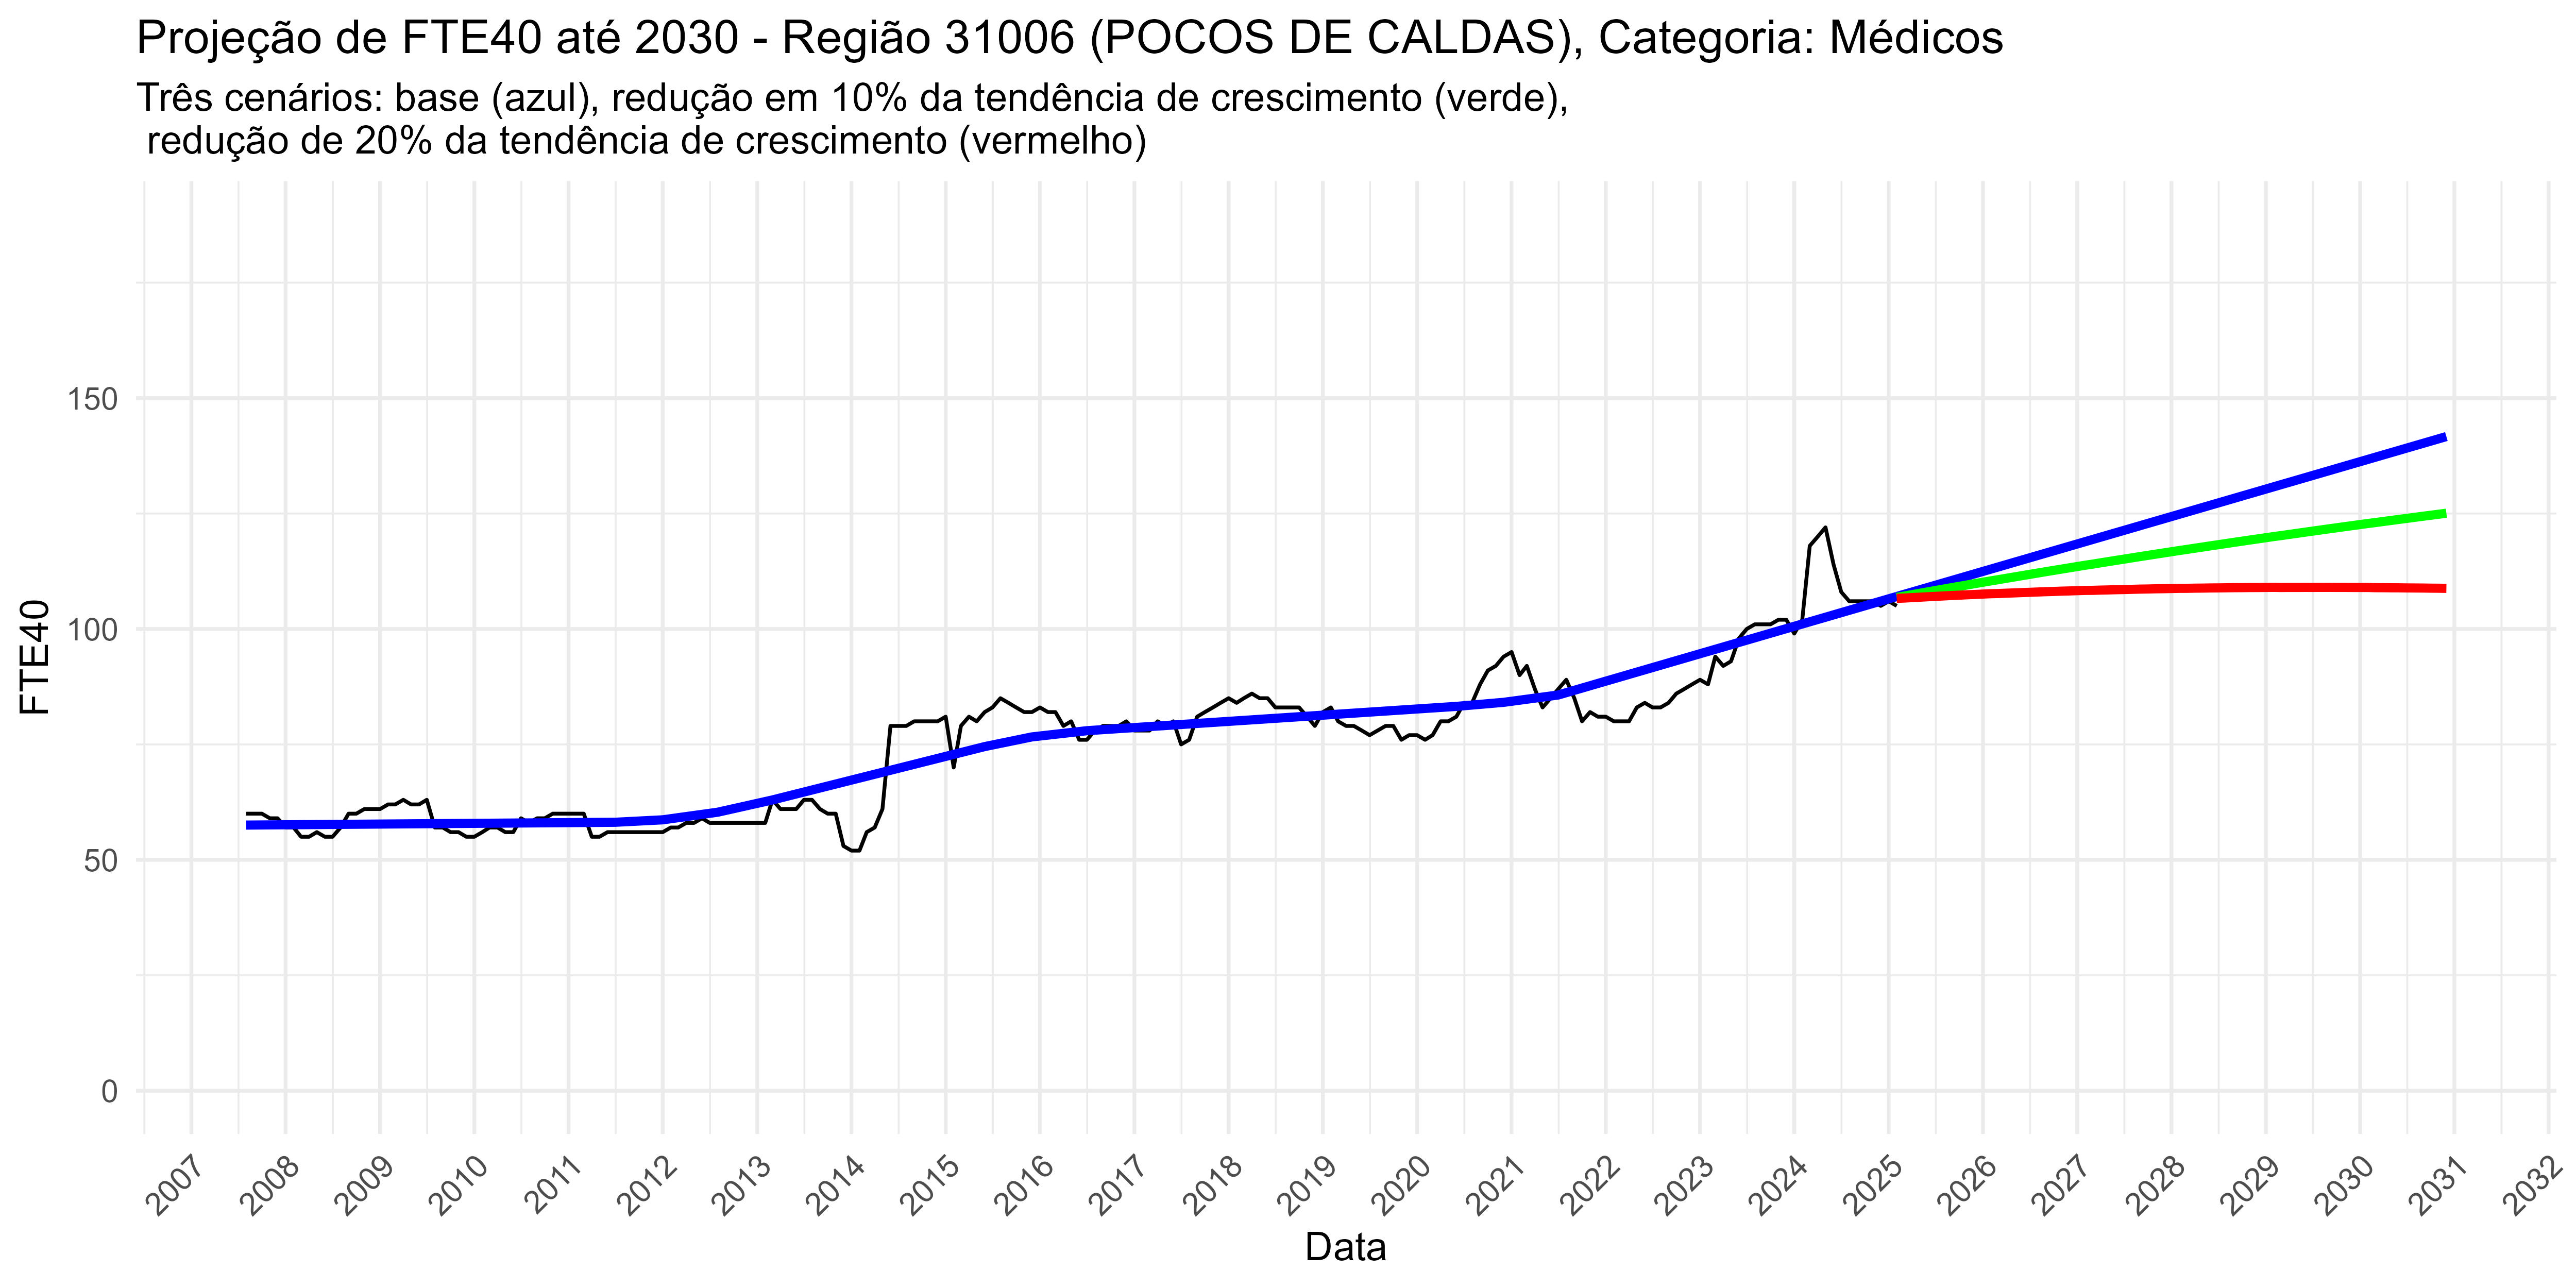 Projeção de FTE40 até 2030 - Região 31006 (POCOS DE CALDAS), Categoria: Médicos
Três cenários: base (azul), redução em 10% da tendência de crescimento (verde),
redução de 20% da tendência de crescimento (vermelho)
150
100
50
0
FTE40
2007 2008 2009 2010 2011 2012 2013 2014 2015 2016 2017 2018 2019 2020 2021 2022 2023 2024 2025 2026 2027 2028 2029 2030 2031 2032
Data